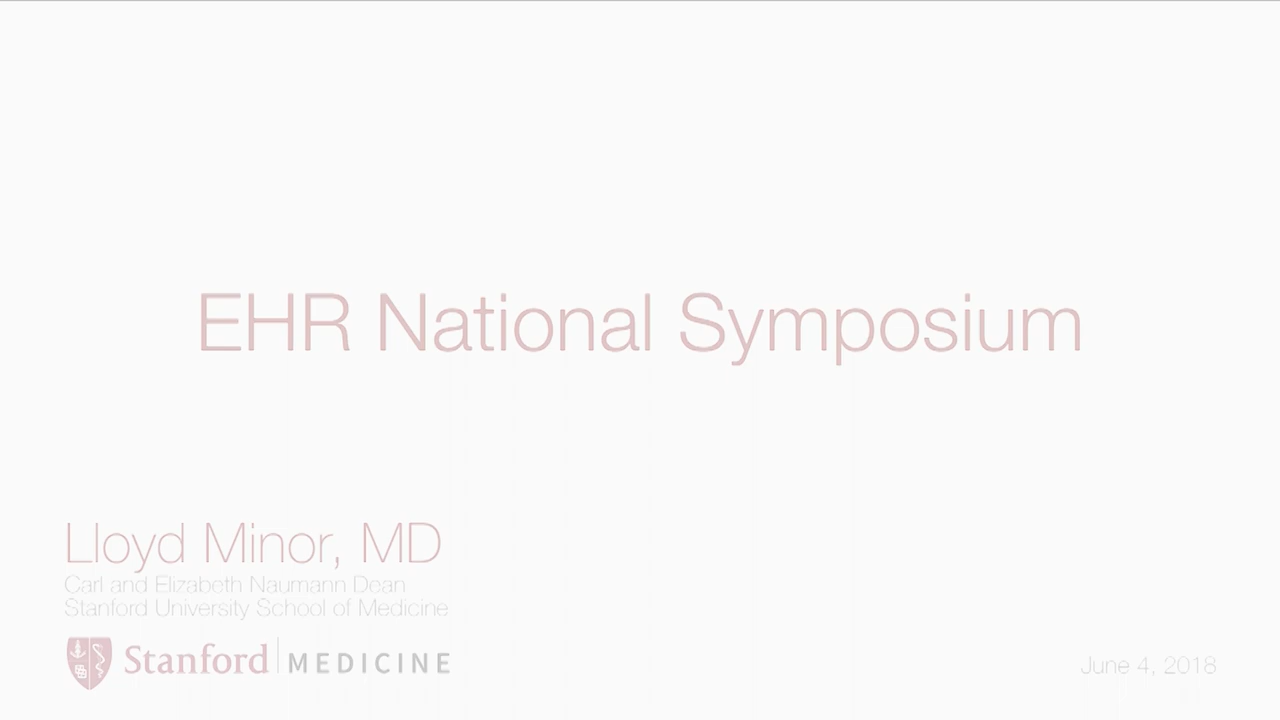 EHR National Symposium
Lloyd Minor, MD
Carl and Elizabeth Naumann Dean
Stanford University School of Medicine
Stanford MEDICINE
June 4, 2018